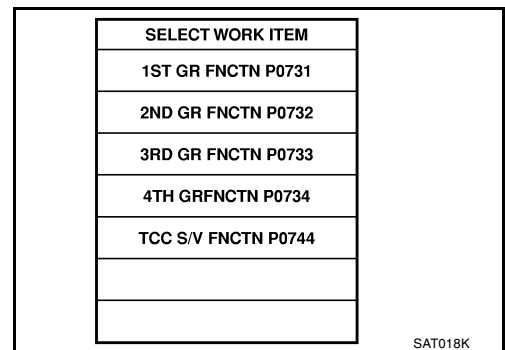 SELECT WORK ITEM
1ST GR FNCTN P0731
2ND GR FNCTN P0732
3RD GR FNCTN P0733
4TH GRFNCTN P0734
TCC S/V FNCTN P0744
SAT018K